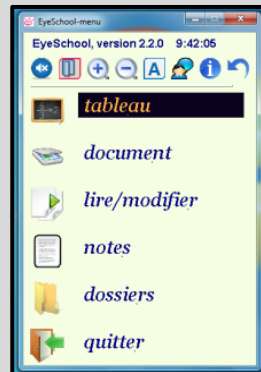 EyeSchool-menu
EyeSchool, version 2.2.0 9:42:05
A
tableau
document
lire/modifier
notes
dossiers
quitter